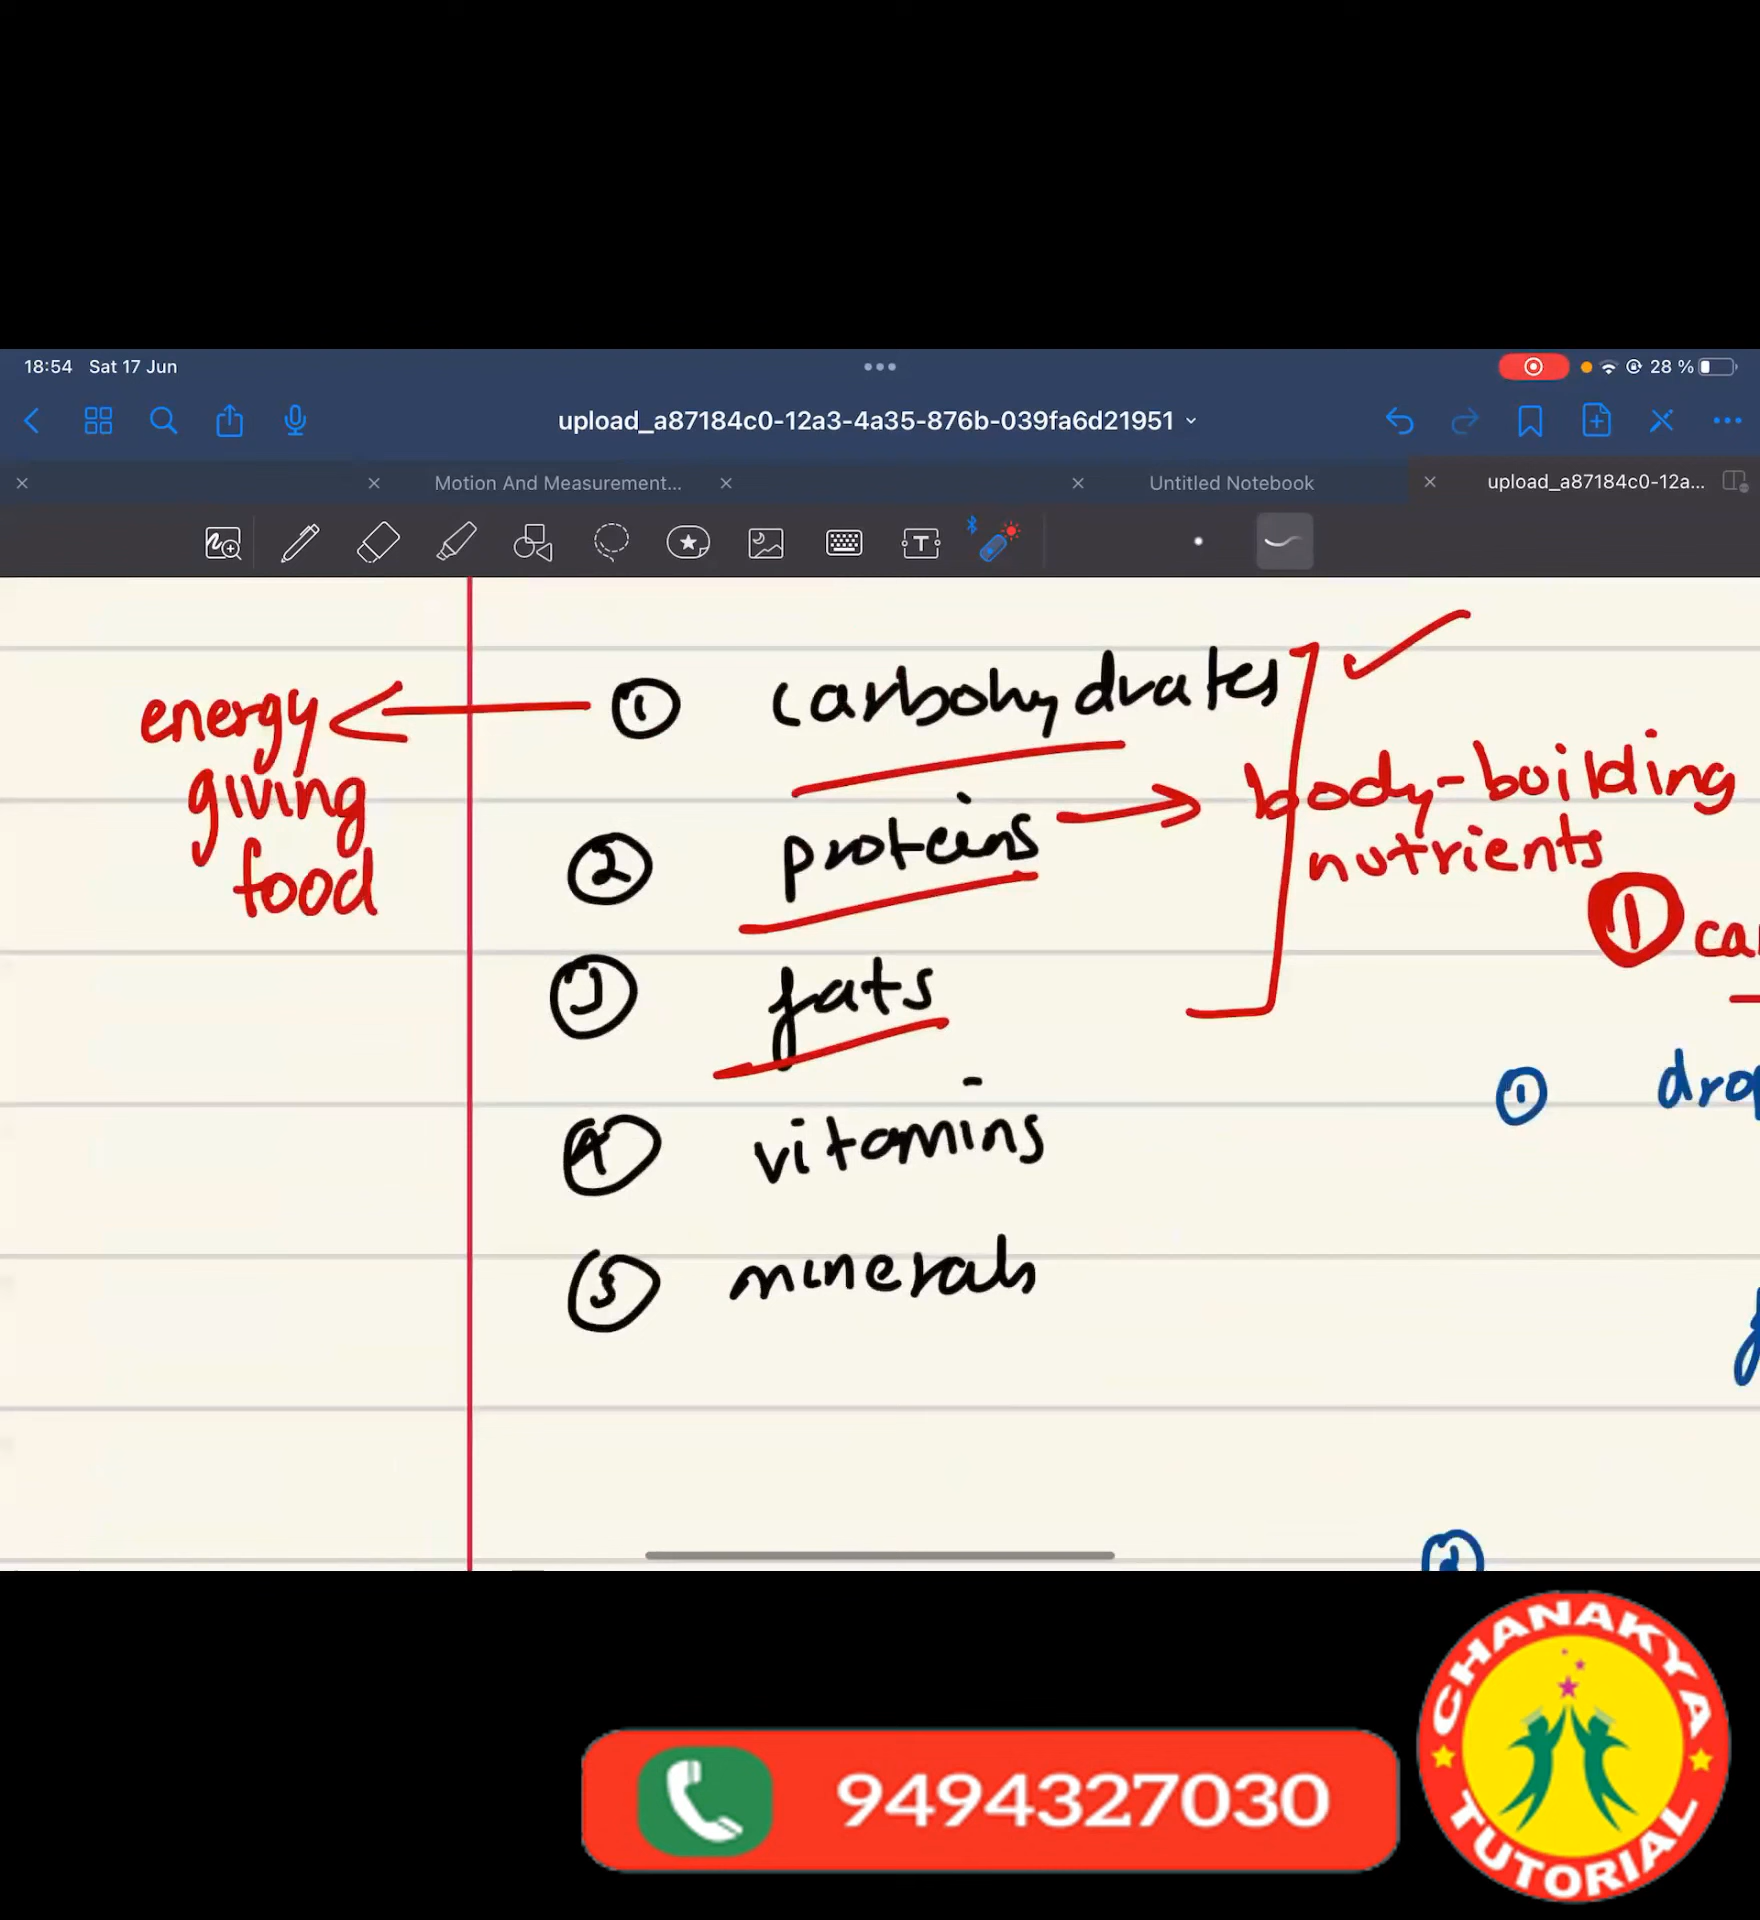 18:54 Sat 17 Jun
28 %
upload_a87184c0-12a3-4a35-876b-039fa6d21951
Motion And Measurement...
Untitled Notebook
upload_a87184c0-12a...
① carbohydrates
energy giving food
② proteins
body-building nutrients
③ fats
① ca
① drop
④ vitamins
⑤ minerals
②
9494327030
CHANAKYA TUTORIAL